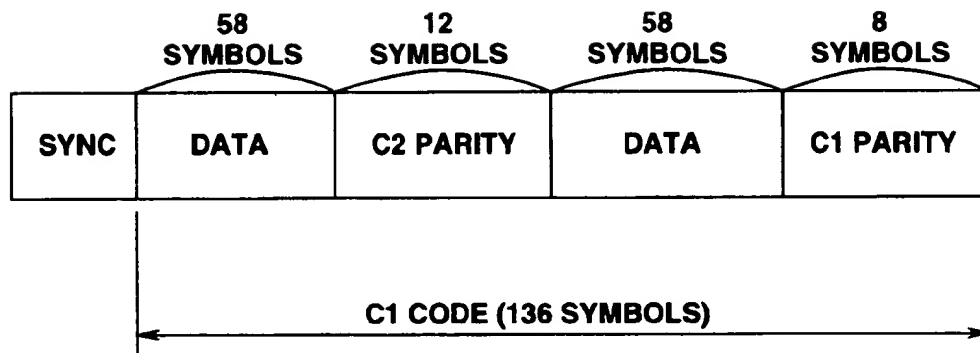 58 SYMBOLS
12 SYMBOLS
58 SYMBOLS
8 SYMBOLS
SYNC DATA C2 PARITY DATA C1 PARITY
C1 CODE (136 SYMBOLS)